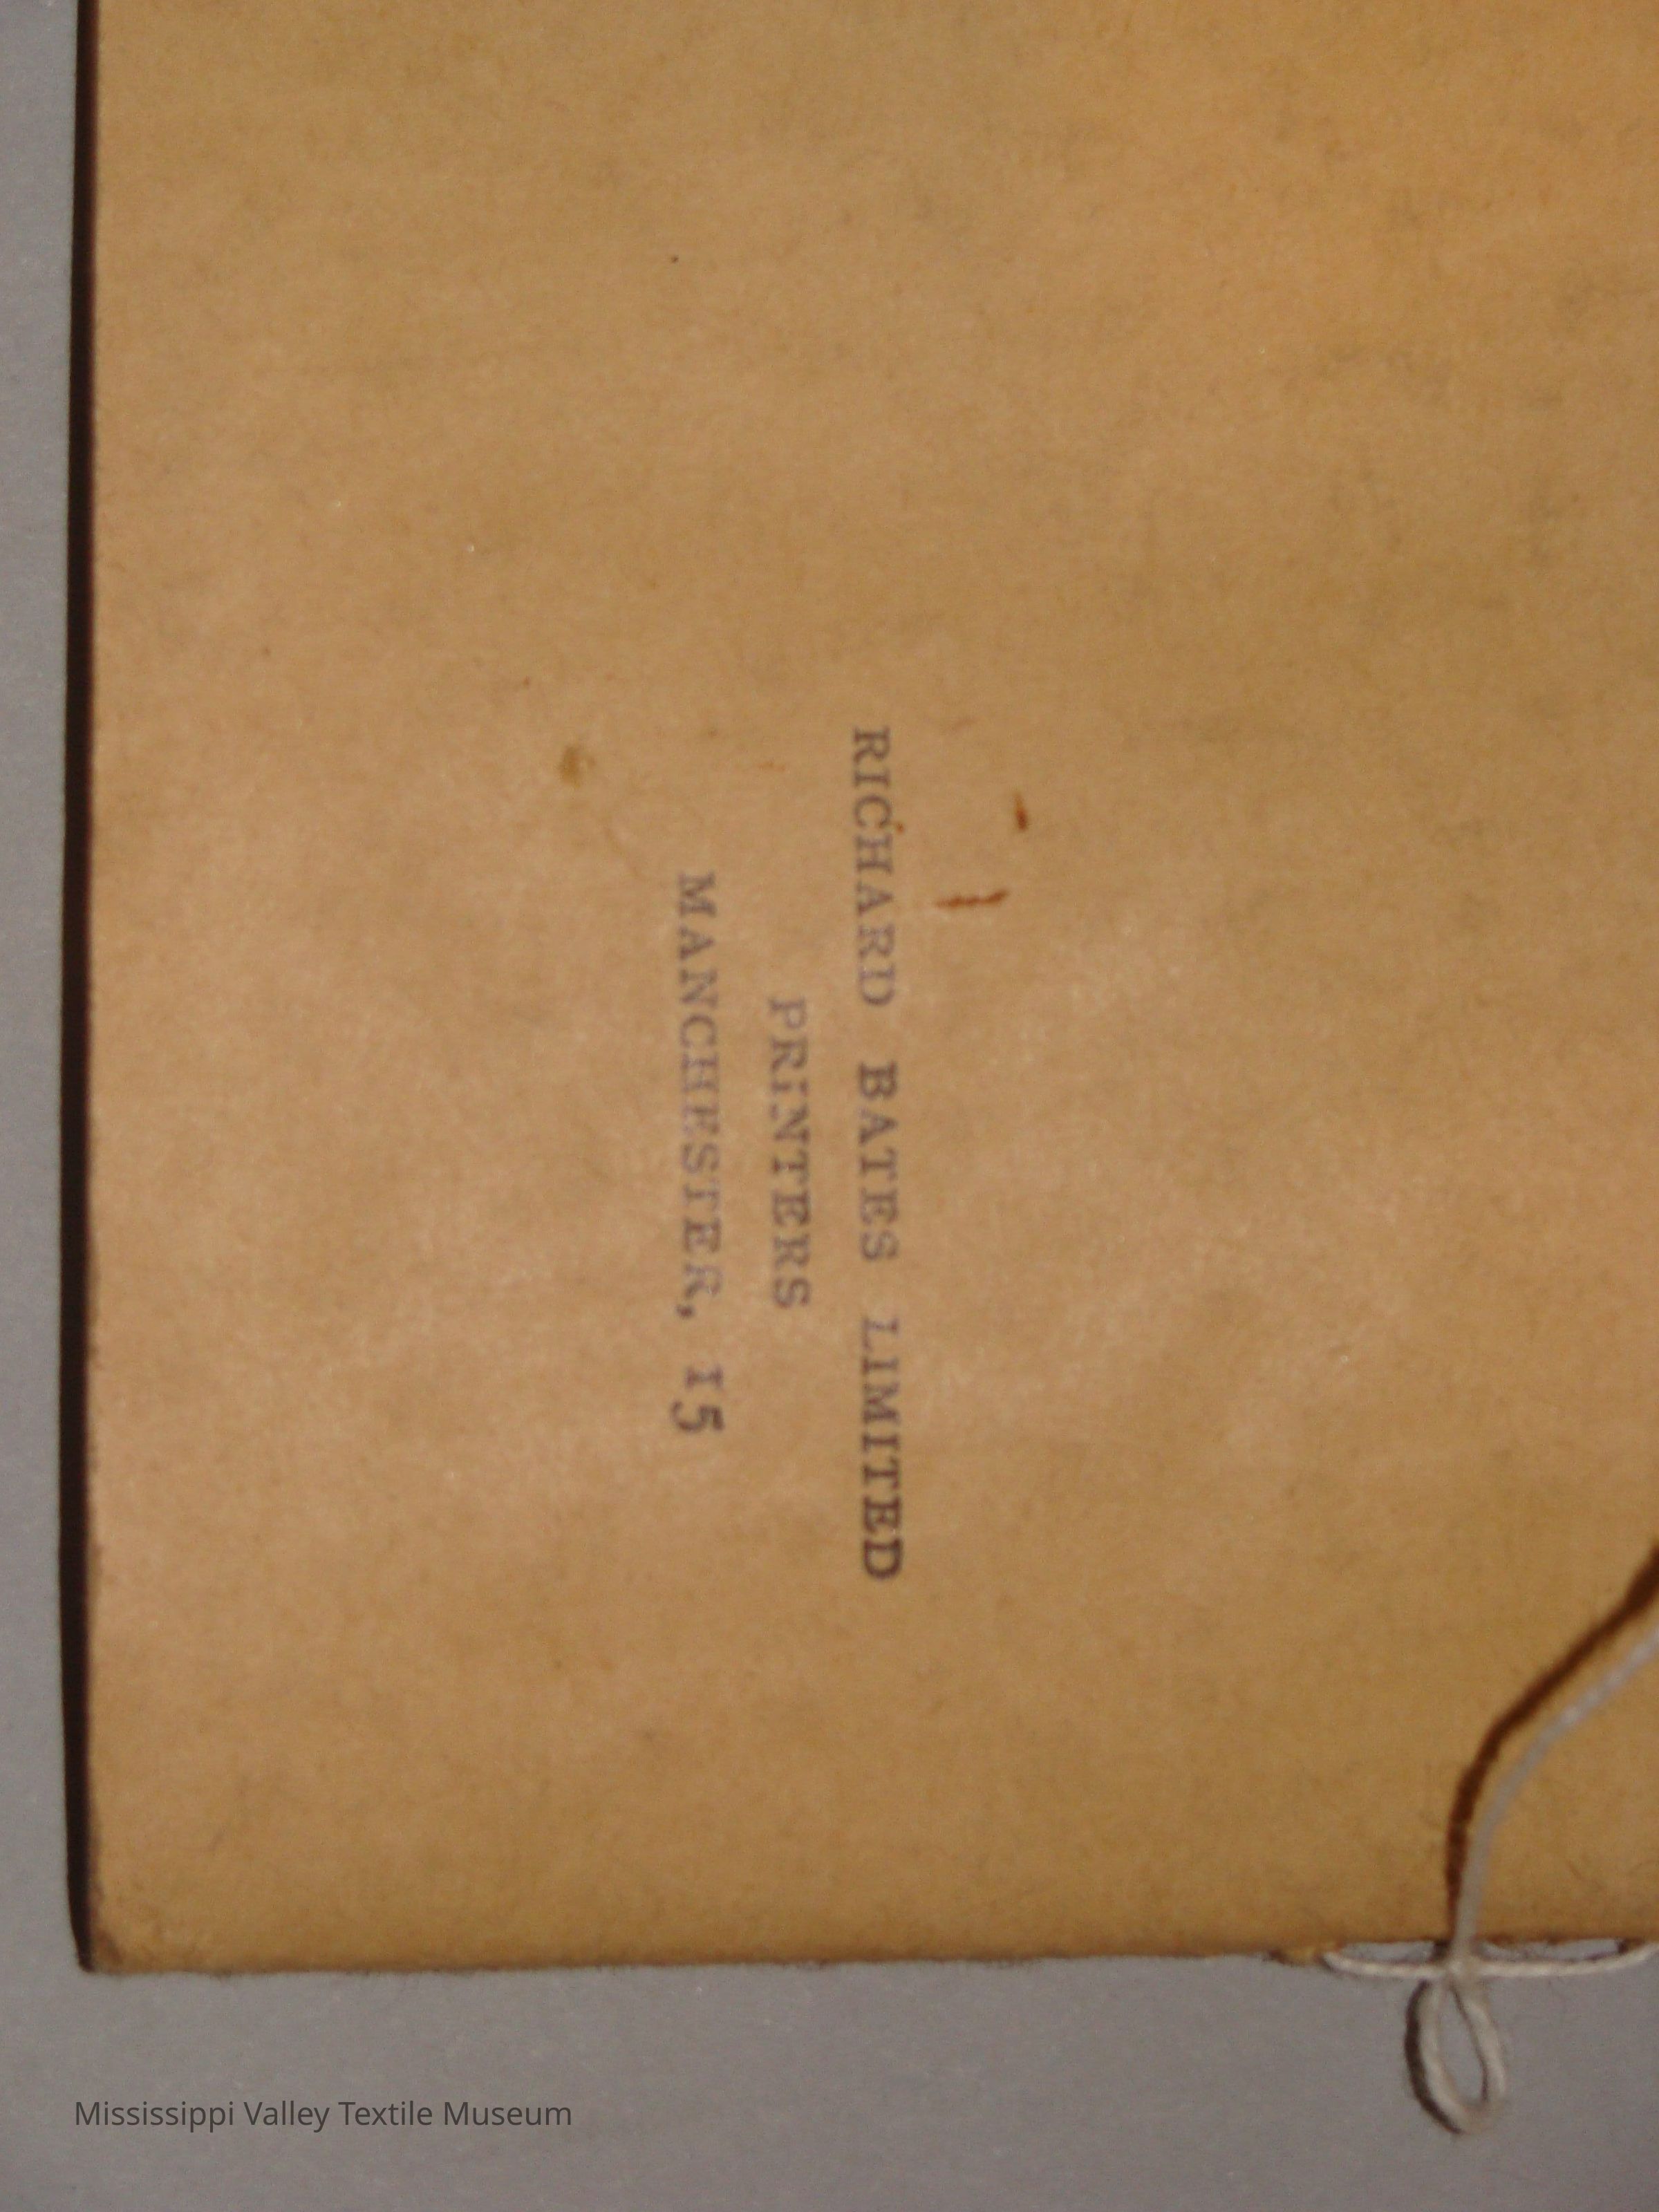 RICHARD BATES LIMITED
PRINTERS
MANCHESTER, 15
Mississippi Valley Textile Museum